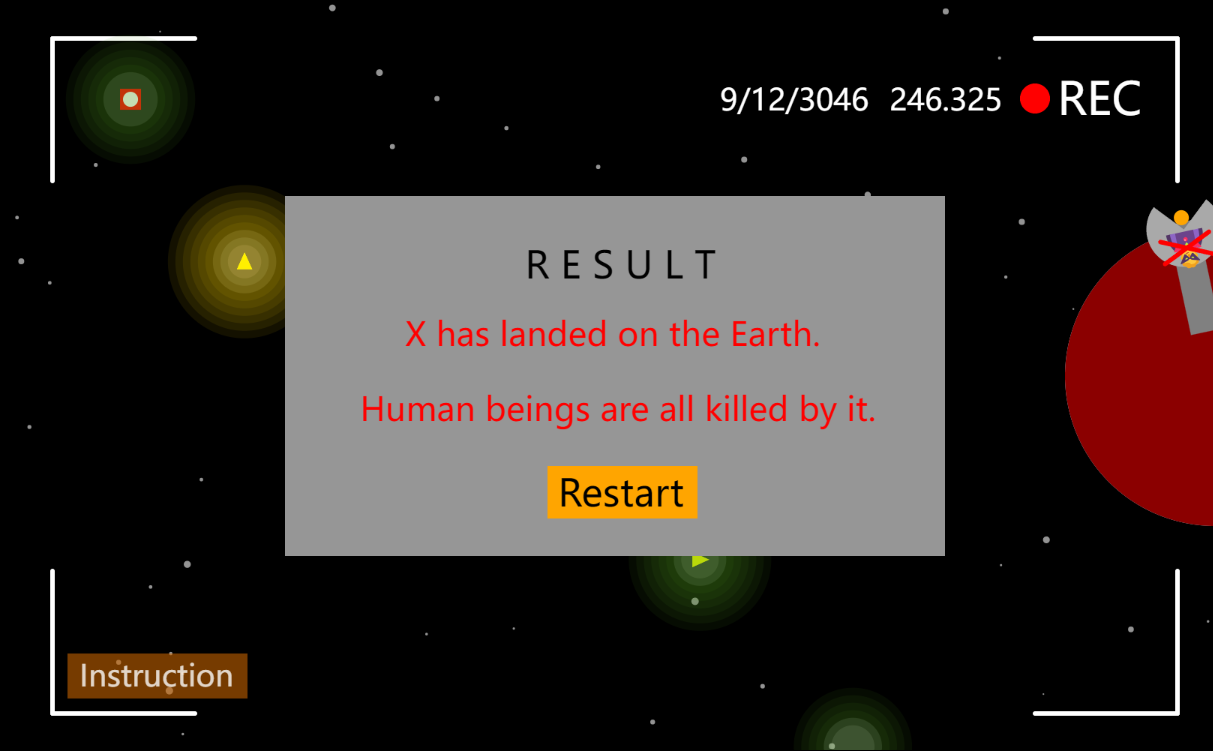 9/12/3046 246.325 REC
R E S U L T
X has landed on the Earth.
Human beings are all killed by it.
Restart
Instruction